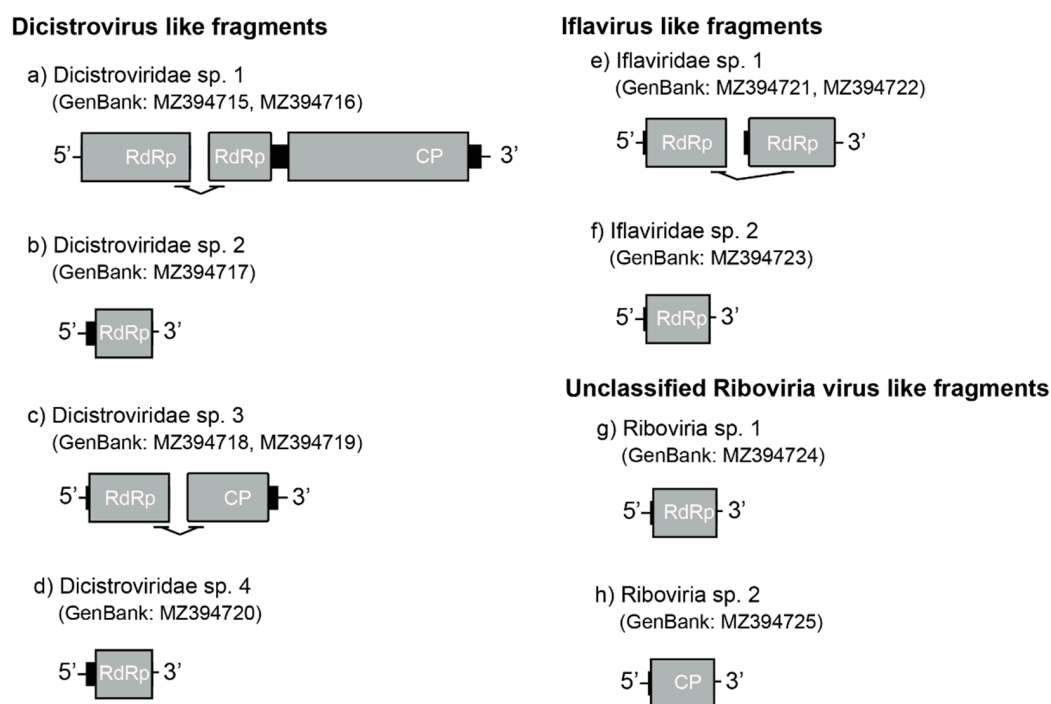 Dicistrovirus like fragments
a) Dicistroviridae sp. 1
(GenBank: MZ394715, MZ394716)
5’ RdRp RdRp CP 3’
b) Dicistroviridae sp. 2
(GenBank: MZ394717)
5’ RdRp 3’
c) Dicistroviridae sp. 3
(GenBank: MZ394718, MZ394719)
5’ RdRp CP 3’
d) Dicistroviridae sp. 4
(GenBank: MZ394720)
5’ RdRp 3’
Iflavirus like fragments
e) Iflaviridae sp. 1
(GenBank: MZ394721, MZ394722)
5’ RdRp RdRp 3’
f) Iflaviridae sp. 2
(GenBank: MZ394723)
5’ RdRp 3’
Unclassified Riboviria virus like fragments
g) Riboviria sp. 1
(GenBank: MZ394724)
5’ RdRp 3’
h) Riboviria sp. 2
(GenBank: MZ394725)
5’ CP 3’